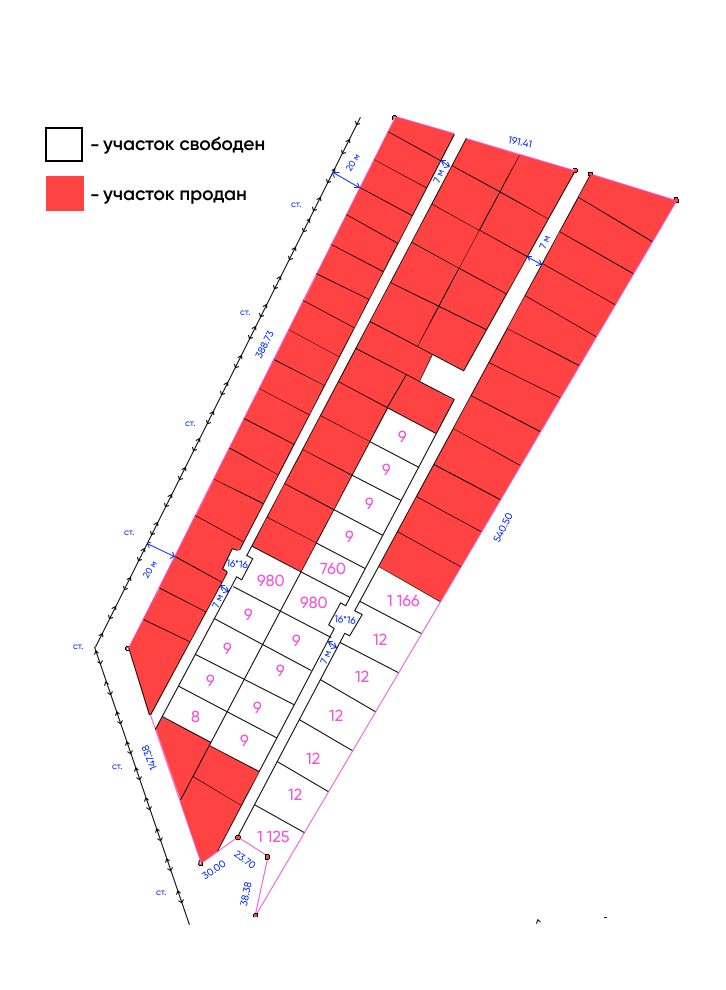 - участок свободен
- участок продан
191.41
20 м
7 м
ст.
7 м
ст.
388.73
ст.
9
9
9
540.50
ст.
9
20 м
16*16
980
760
7 м
1 166
980
9
16*16
12
9
9
ст.
7 м
9
9
12
9
8
12
9
147.38
12
ст.
12
1 125
23.70
30.00
38.38
ст.